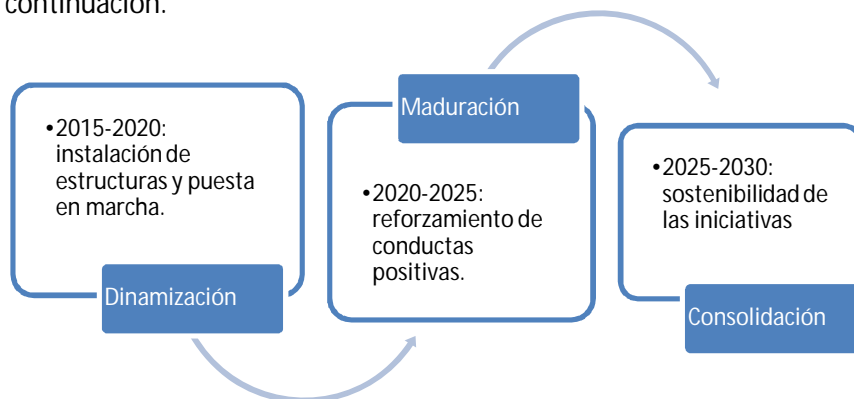 continuación.
•2015-2020:
instalación de
estructuras y puesta
en marcha.
Dinamización
Maduración
•2020-2025:
reforzamiento de
conductas
positivas.
•2025-2030:
sostenibilidad de
las iniciativas
Consolidación